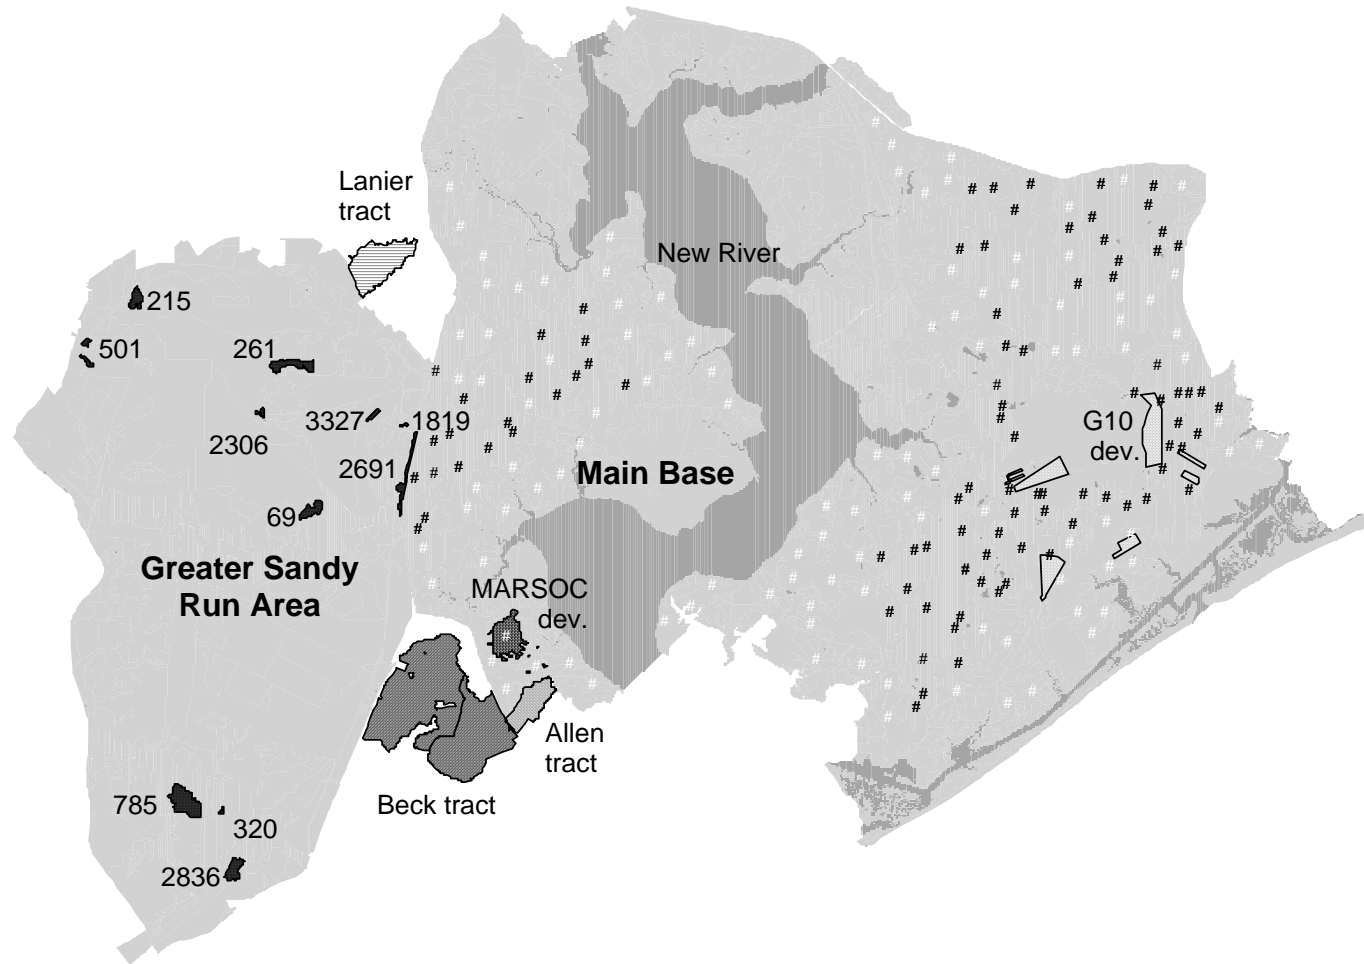 Lanier
tract
New River
215
501
261
2306
3327
1819
2691
69
G10
dev.
Main Base
Greater Sandy
Run Area
MARSOC
dev.
Allen
tract
Beck tract
785
320
2836